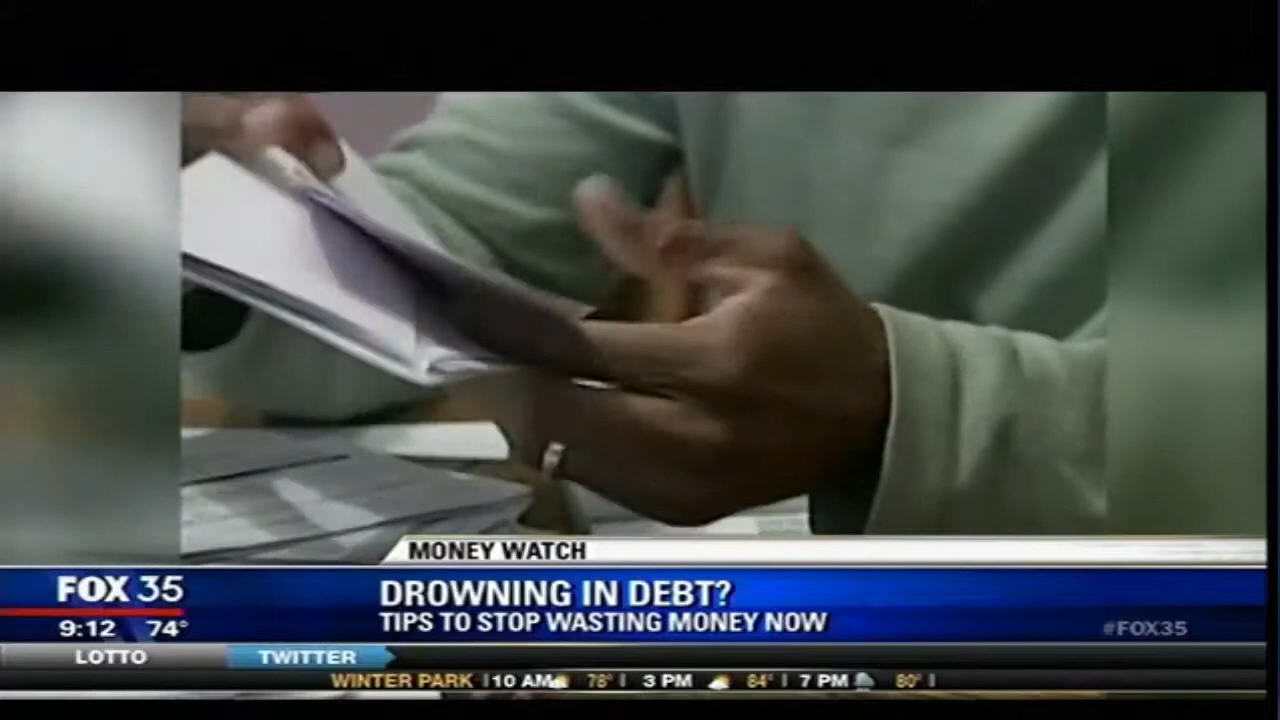 MONEY WATCH
FOX 35
DROWNING IN DEBT?
TIPS TO STOP WASTING MONEY NOW
9:12 74°
#FOX35
LOTTO TWITTER
WINTER PARK 10 AM 78° 3 PM 84° 7 PM 80°